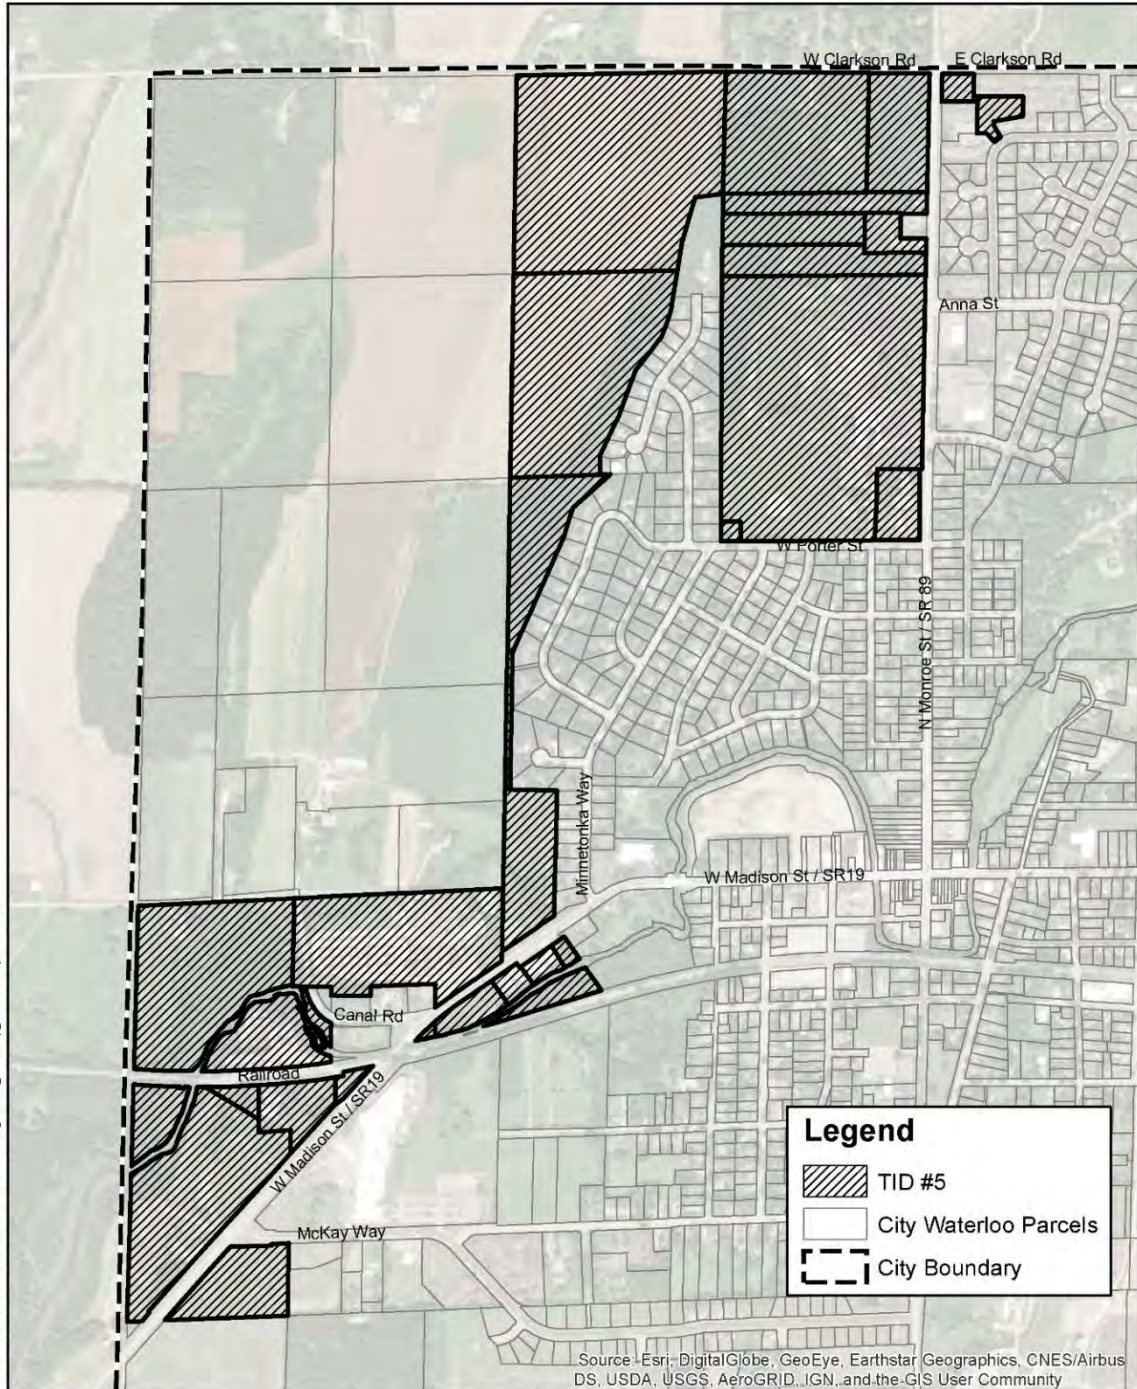 W Clarkson Rd
E Clarkson Rd
Anna St
W Porter St
N Monroe St / SR 89
Minnetonka Way
W Madison St / SR19
Canal Rd
Railroad
W Madison St / SR19
McKay Way
Legend
TID #5
City Waterloo Parcels
City Boundary
Source: Esri, DigitalGlobe, GeoEye, Earthstar Geographics, CNES/Airbus
DS, USDA, USGS, AeroGRID, IGN, and the GIS User Community